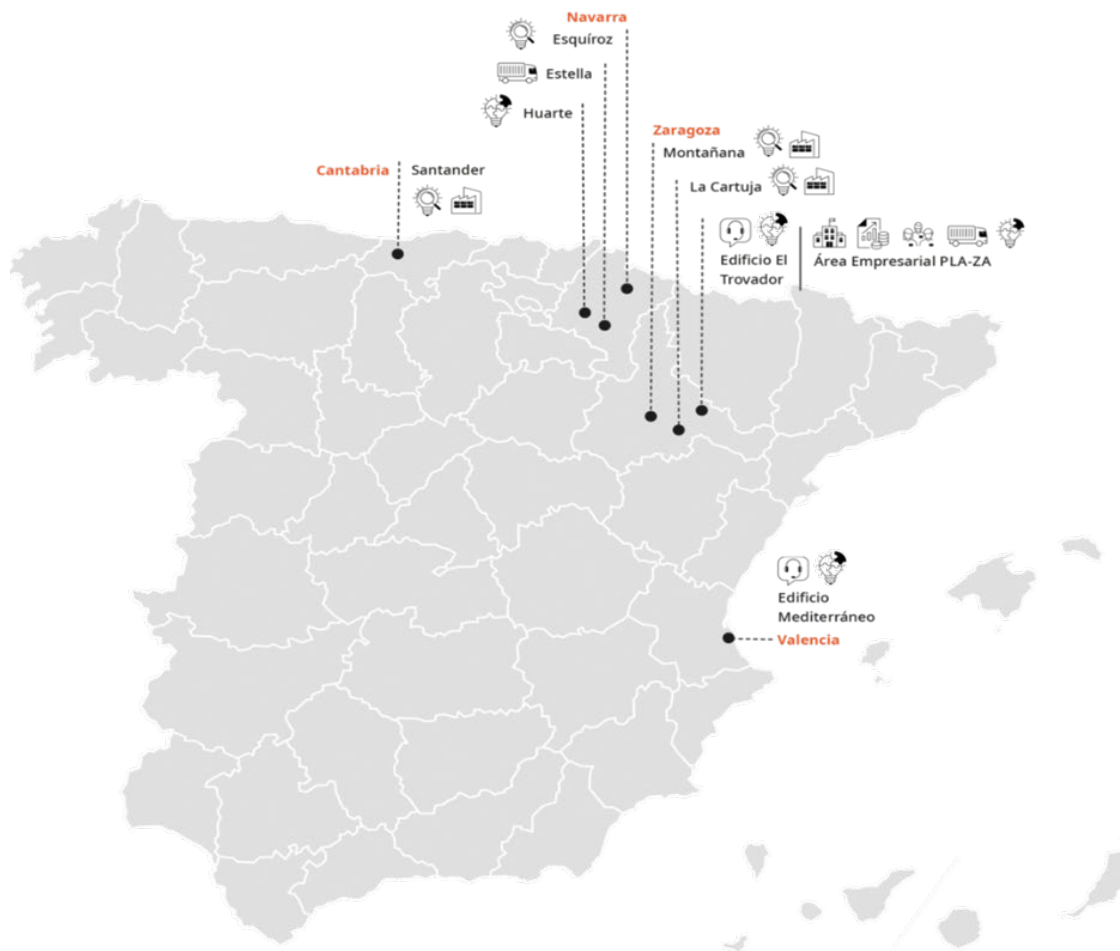 Navarra
Esquíroz
Estella
Huarte
Zaragoza
Montañana
Cantabria
Santander
La Cartuja
Edificio El
Trovador
Área Empresarial PLA-ZA
Edificio
Mediterráneo
Valencia